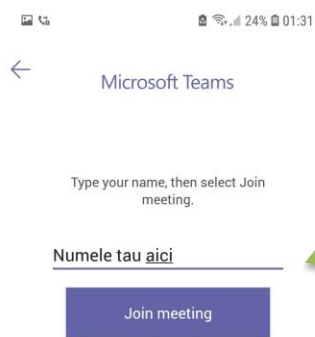 24% 01:31
Microsoft Teams
Type your name, then select Join
meeting.
Numele tau aici
Join meeting